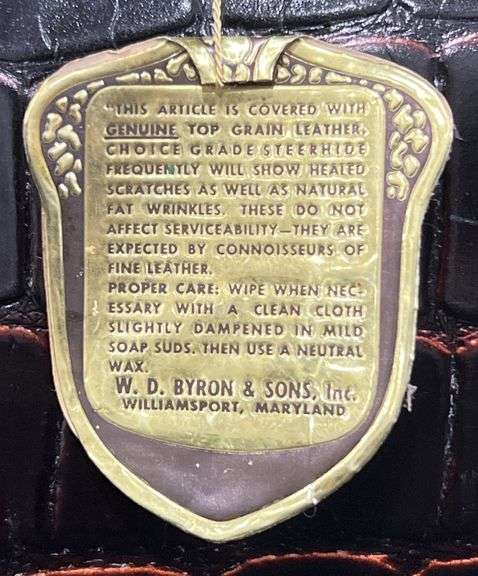 "THIS ARTICLE IS COVERED WITH
GENUINE TOP GRAIN LEATHER.
CHOICE GRADE STEERHIDE
FREQUENTLY WILL SHOW HEALED
SCRATCHES AS WELL AS NATURAL
FAT WRINKLES. THESE DO NOT
AFFECT SERVICEABILITY—THEY ARE
EXPECTED BY CONNOISSEURS OF
FINE LEATHER.
PROPER CARE: WIPE WHEN NEC-
ESSARY WITH A CLEAN CLOTH
SLIGHTLY DAMPENED IN MILD
SOAP SUDS. THEN USE A NEUTRAL
WAX.
W. D. BYRON & SONS, Inc.
WILLIAMSPORT, MARYLAND